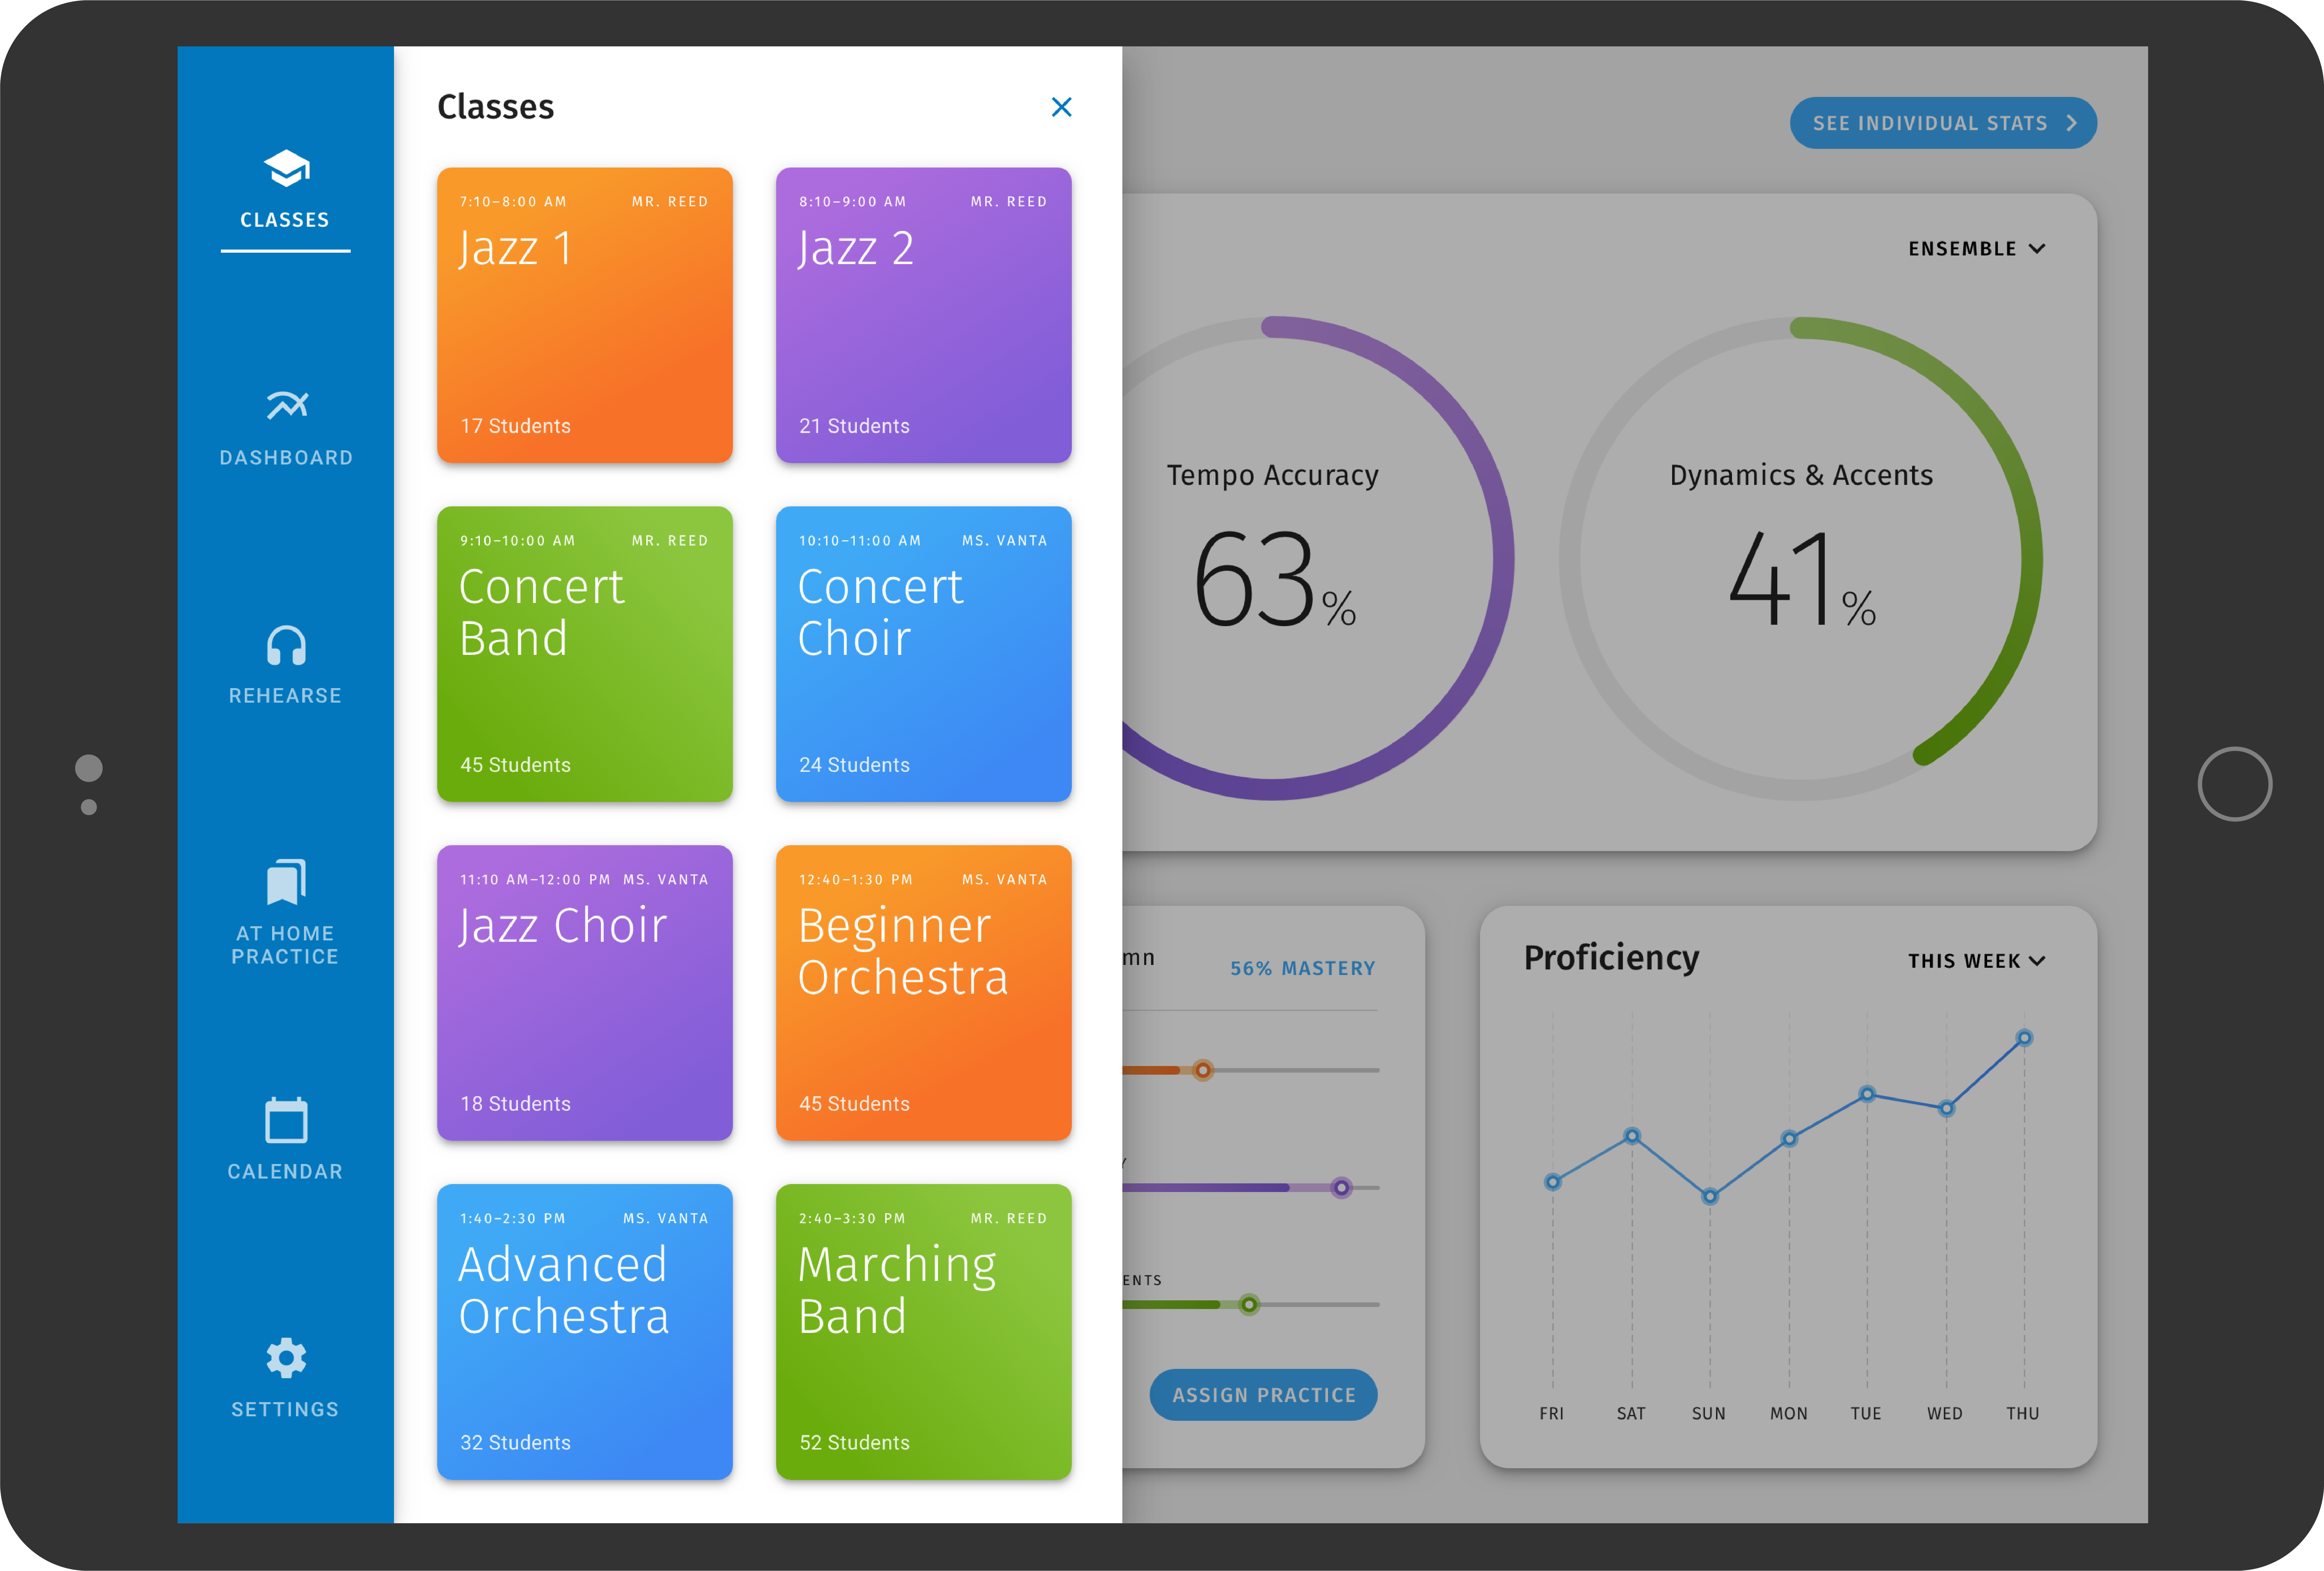 CLASSES
DASHBOARD
REHEARSE
AT HOME
PRACTICE
CALENDAR
SETTINGS
Classes
7:10–8:00 AM MR. REED
Jazz 1
17 Students
8:10–9:00 AM MR. REED
Jazz 2
21 Students
9:10–10:00 AM MR. REED
Concert
Band
45 Students
10:10–11:00 AM MS. VANTA
Concert
Choir
24 Students
11:10 AM–12:00 PM MS. VANTA
Jazz Choir
18 Students
12:40–1:30 PM MS. VANTA
Beginner
Orchestra
45 Students
1:40–2:30 PM MS. VANTA
Advanced
Orchestra
32 Students
2:40–3:30 PM MR. REED
Marching
Band
52 Students
SEE INDIVIDUAL STATS
ENSEMBLE
Tempo Accuracy
63%
Dynamics & Accents
41%
mn
56% MASTERY
ENTS
ASSIGN PRACTICE
Proficiency
THIS WEEK
FRI SAT SUN MON TUE WED THU